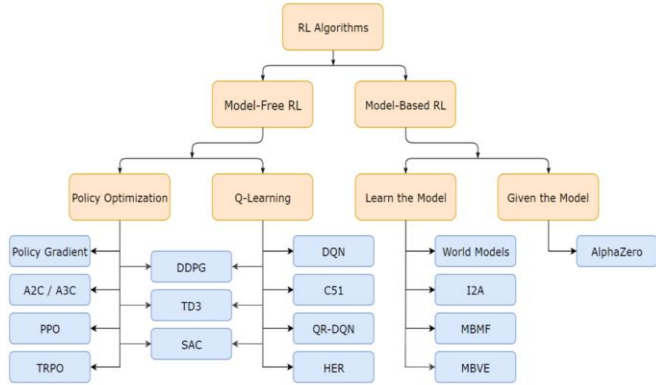 RL Algorithms
Model-Free RL
Model-Based RL
Policy Optimization
Q-Learning
Learn the Model
Given the Model
Policy Gradient
DDPG
DQN
World Models
AlphaZero
A2C / A3C
TD3
C51
I2A
PPO
SAC
QR-DQN
MBMF
TRPO
HER
MBVE